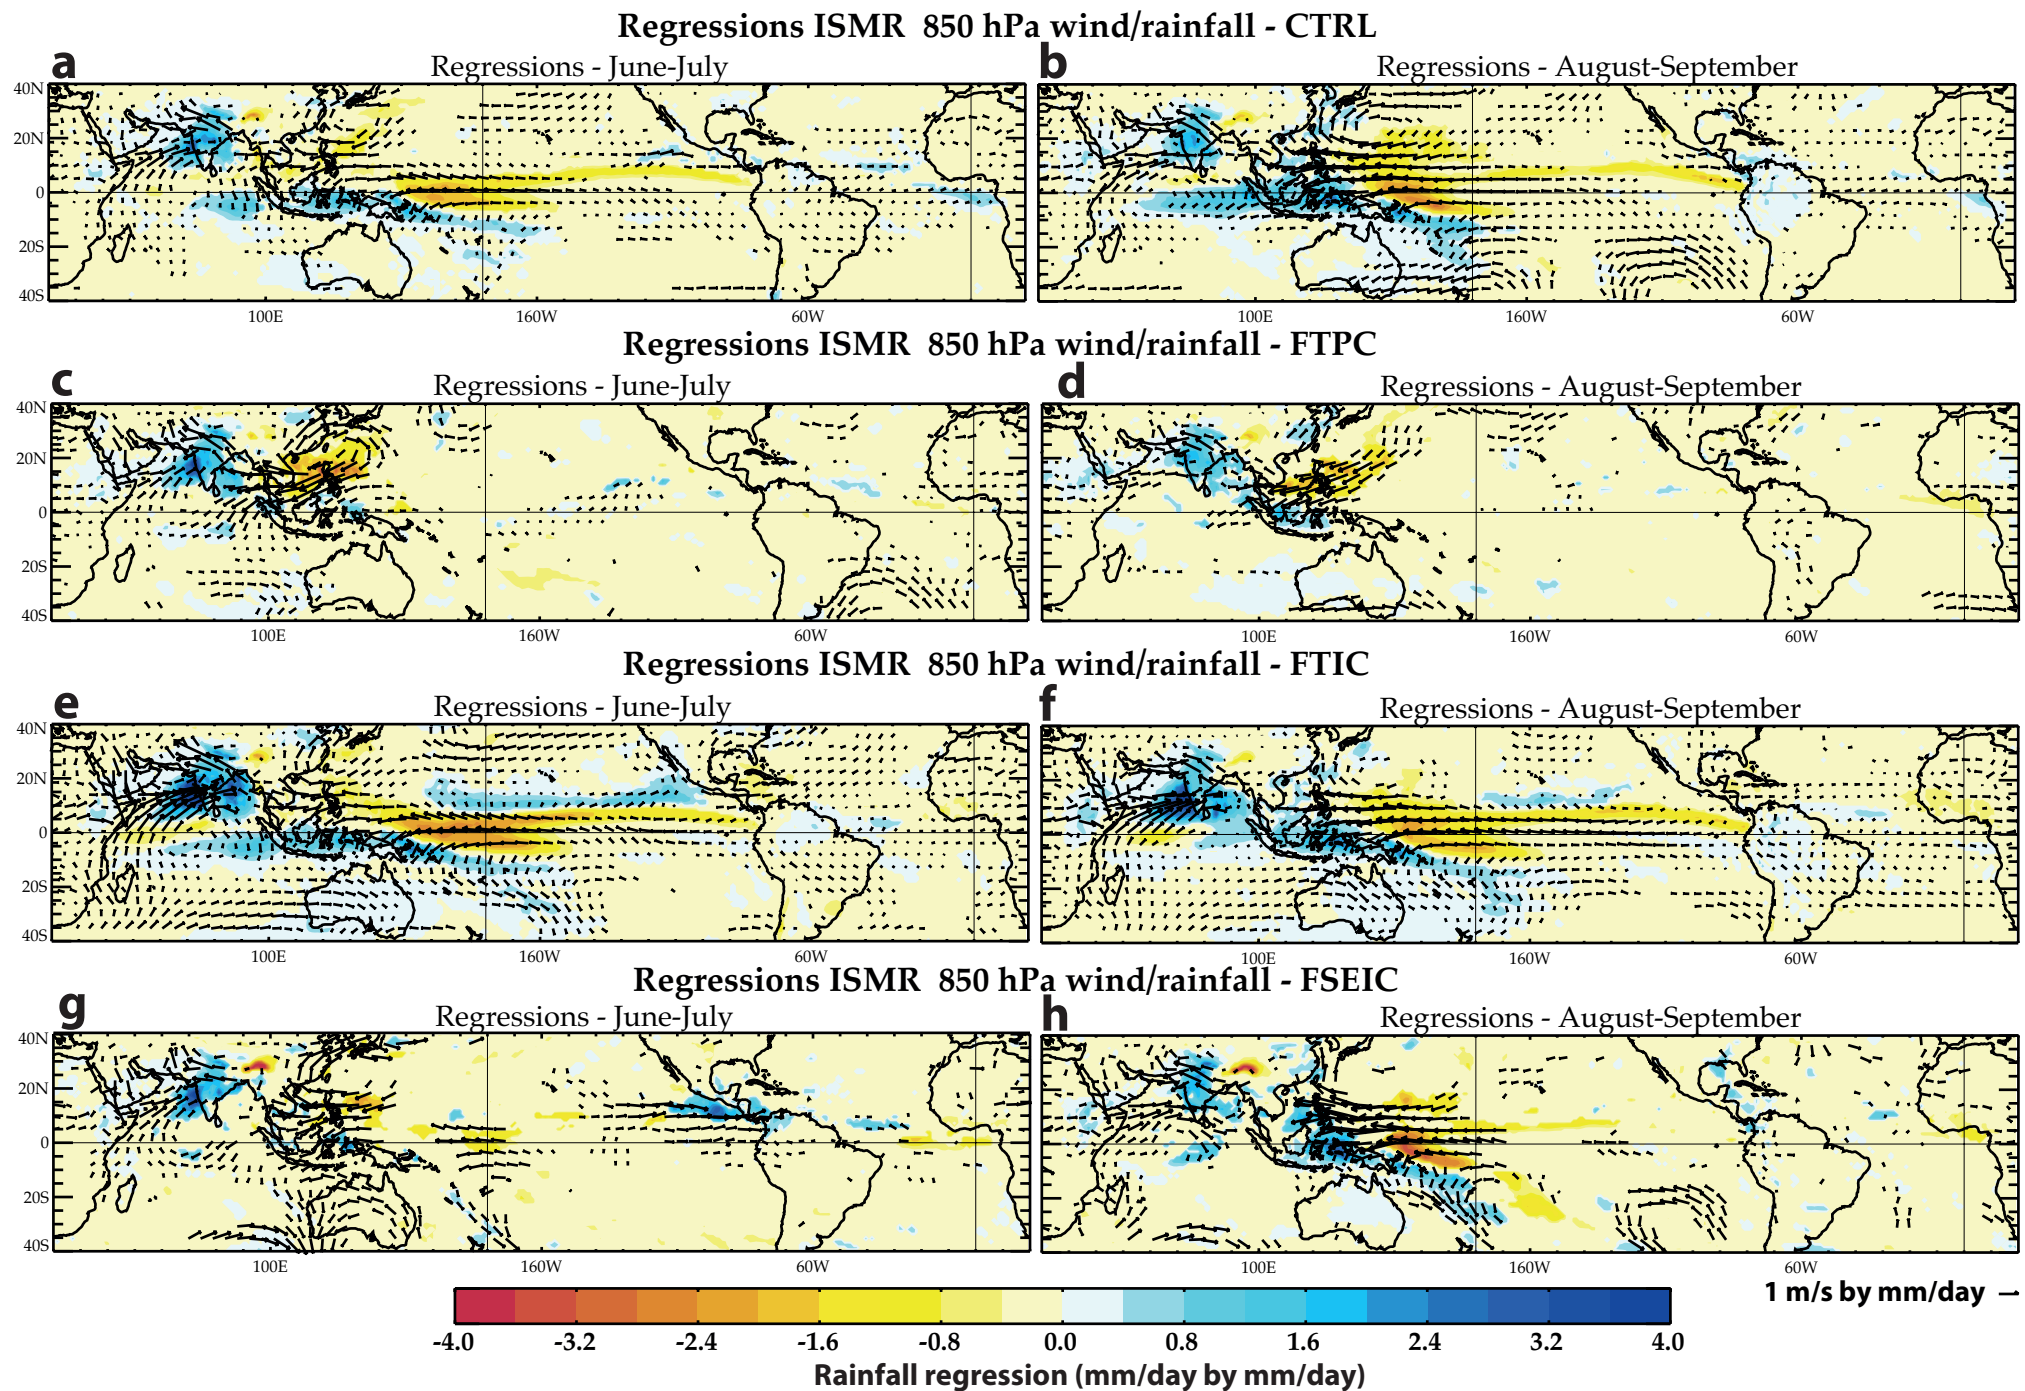 Regressions ISMR 850 hPa wind/rainfall - CTRL
a
Regressions - June-July
b
Regressions - August-September
40N
20N
0
20S
40S
100E
160W
60W
100E
160W
60W
Regressions ISMR 850 hPa wind/rainfall - FTPC
c
Regressions - June-July
d
Regressions - August-September
40N
20N
0
20S
40S
100E
160W
60W
100E
160W
60W
Regressions ISMR 850 hPa wind/rainfall - FTIC
e
Regressions - June-July
f
Regressions - August-September
40N
20N
0
20S
40S
100E
160W
60W
100E
160W
60W
Regressions ISMR 850 hPa wind/rainfall - FSEIC
g
Regressions - June-July
h
Regressions - August-September
40N
20N
0
20S
40S
100E
160W
60W
100E
160W
60W
1 m/s by mm/day
-4.0 -3.2 -2.4 -1.6 -0.8 0.0 0.8 1.6 2.4 3.2 4.0
Rainfall regression (mm/day by mm/day)